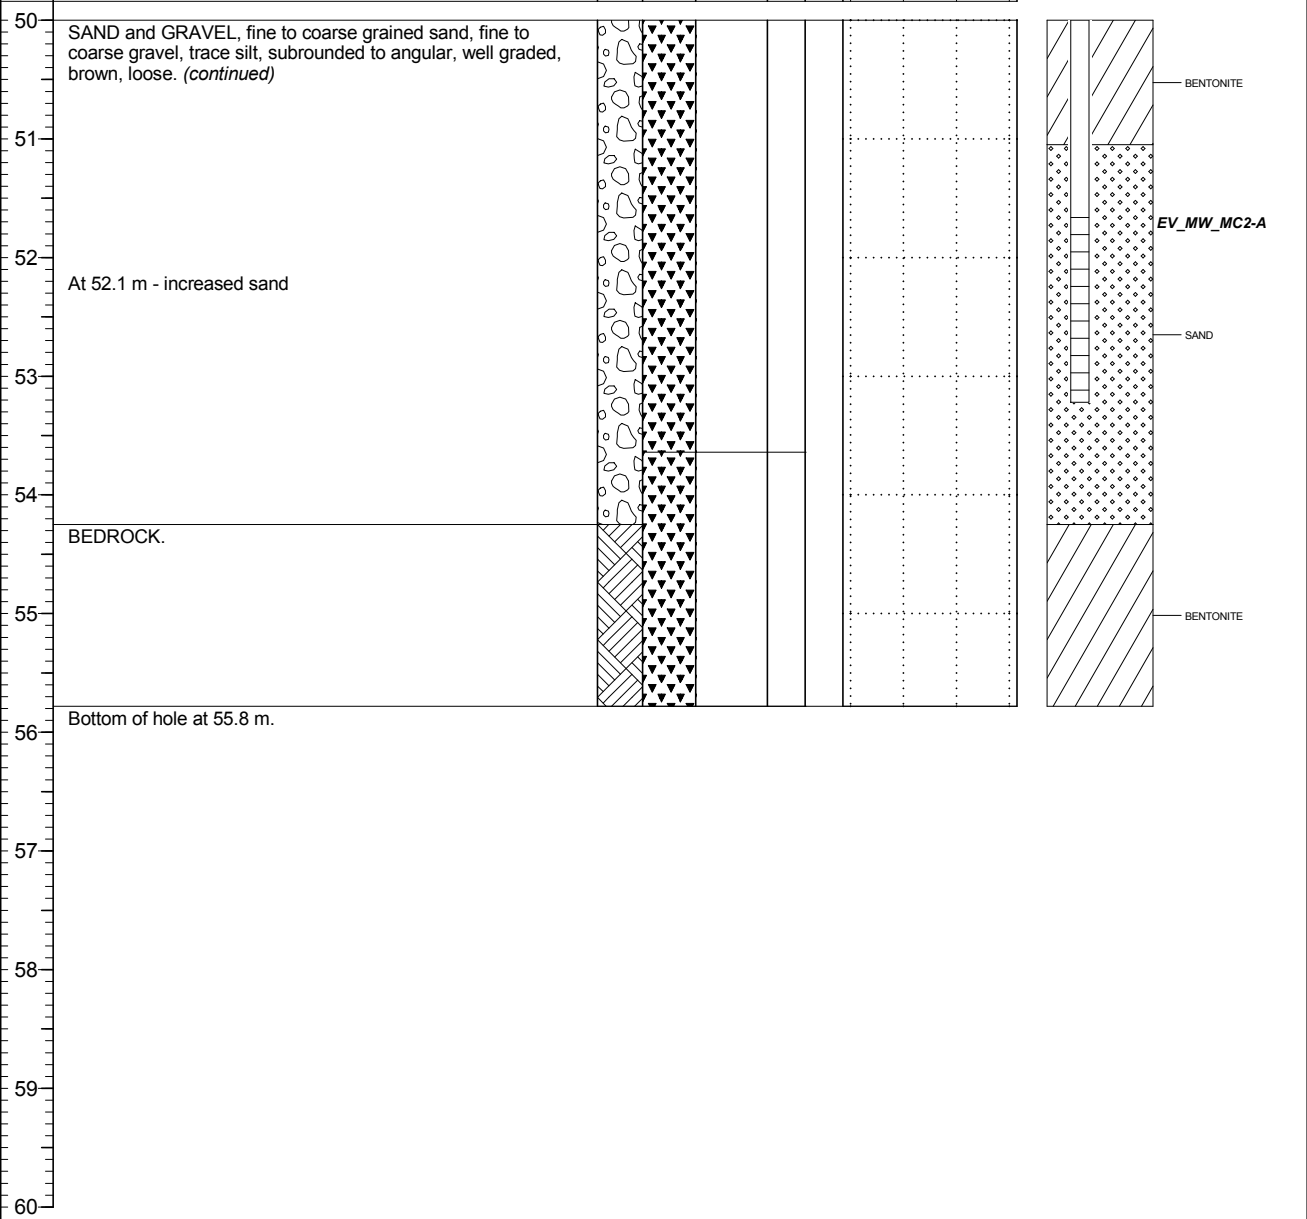 50
SAND and GRAVEL, fine to coarse grained sand, fine to
coarse gravel, trace silt, subrounded to angular, well graded,
brown, loose. (continued)
BENTONITE
51
EV_MW_MC2-A
52
At 52.1 m - increased sand
SAND
53
54
BEDROCK.
55
BENTONITE
Bottom of hole at 55.8 m.
56
57
58
59
60